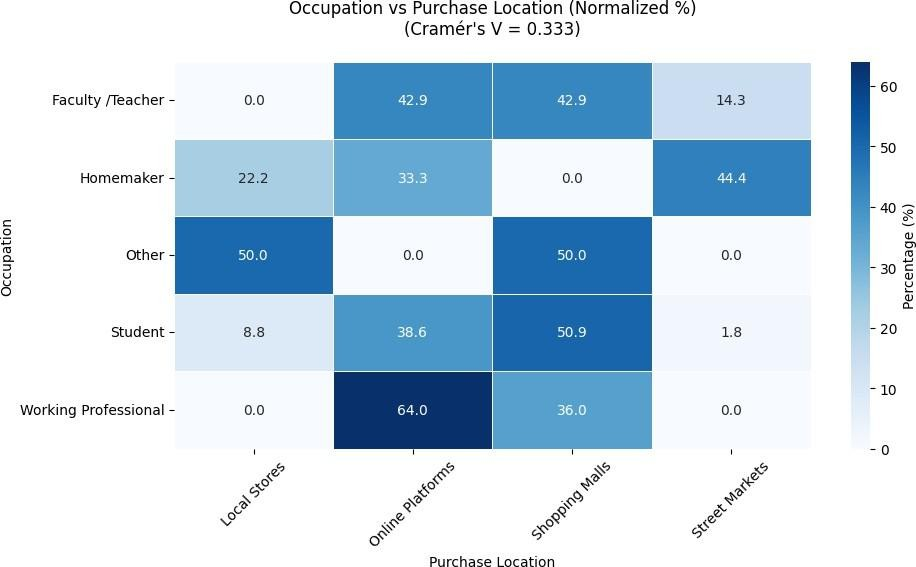 Occupation vs Purchase Location (Normalized %)
(Cramér's V = 0.333)
Faculty /Teacher 0.0 42.9 42.9 14.3
Homemaker 22.2 33.3 0.0 44.4
Other 50.0 0.0 50.0 0.0
Student 8.8 38.6 50.9 1.8
Working Professional 0.0 64.0 36.0 0.0
Occupation
Local Stores
Online Platforms
Shopping Malls
Street Markets
Purchase Location
60
50
40
30
20
10
0
Percentage (%)